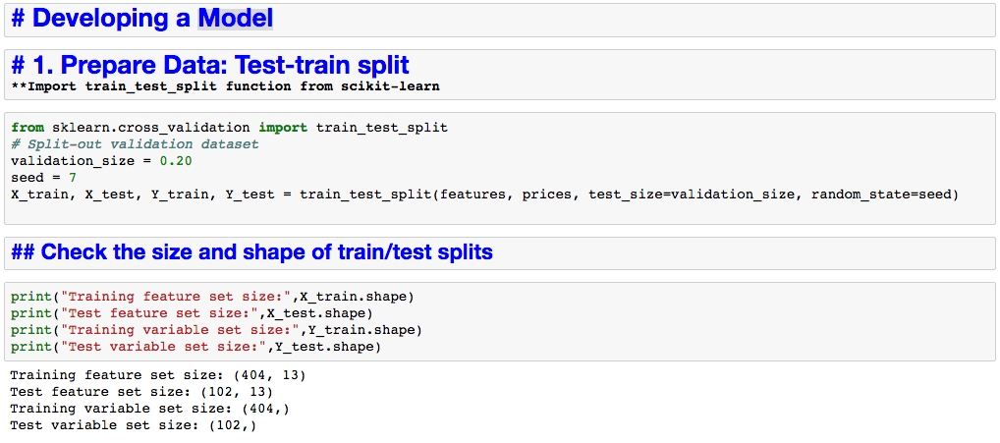 # Developing a Model
# 1. Prepare Data: Test-train split
**Import train_test_split function from scikit-learn
from sklearn.cross_validation import train_test_split
# Split-out validation dataset
validation_size = 0.20
seed = 7
X_train, X_test, Y_train, Y_test = train_test_split(features, prices, test_size=validation_size, random_state=seed)
## Check the size and shape of train/test splits
print("Training feature set size:",X_train.shape)
print("Test feature set size:",X_test.shape)
print("Training variable set size:",Y_train.shape)
print("Test variable set size:",Y_test.shape)
Training feature set size: (404, 13)
Test feature set size: (102, 13)
Training variable set size: (404,)
Test variable set size: (102,)